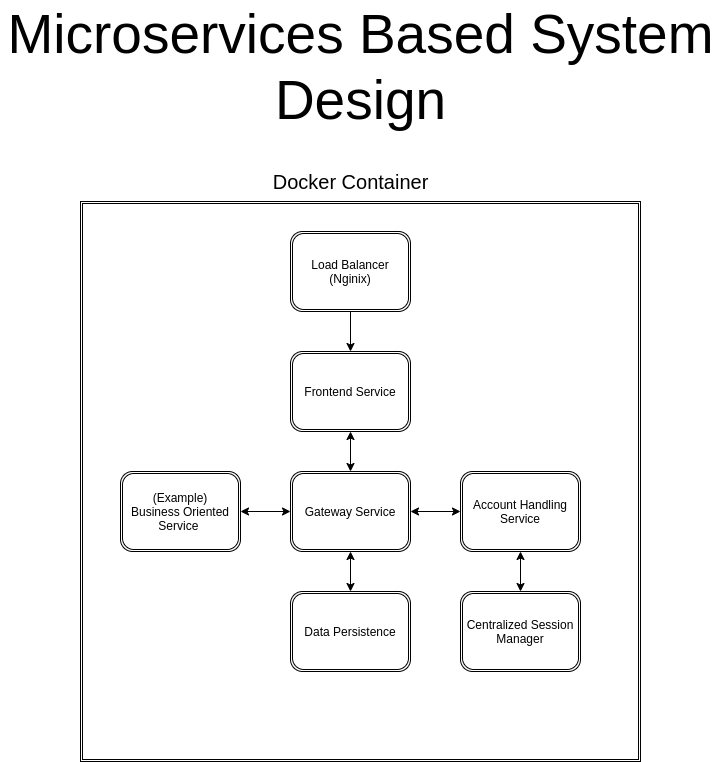 Microservices Based System
Design
Docker Container
Load Balancer
(Nginix)
Frontend Service
(Example)
Business Oriented
Service
Gateway Service
Account Handling
Service
Data Persistence
Centralized Session
Manager